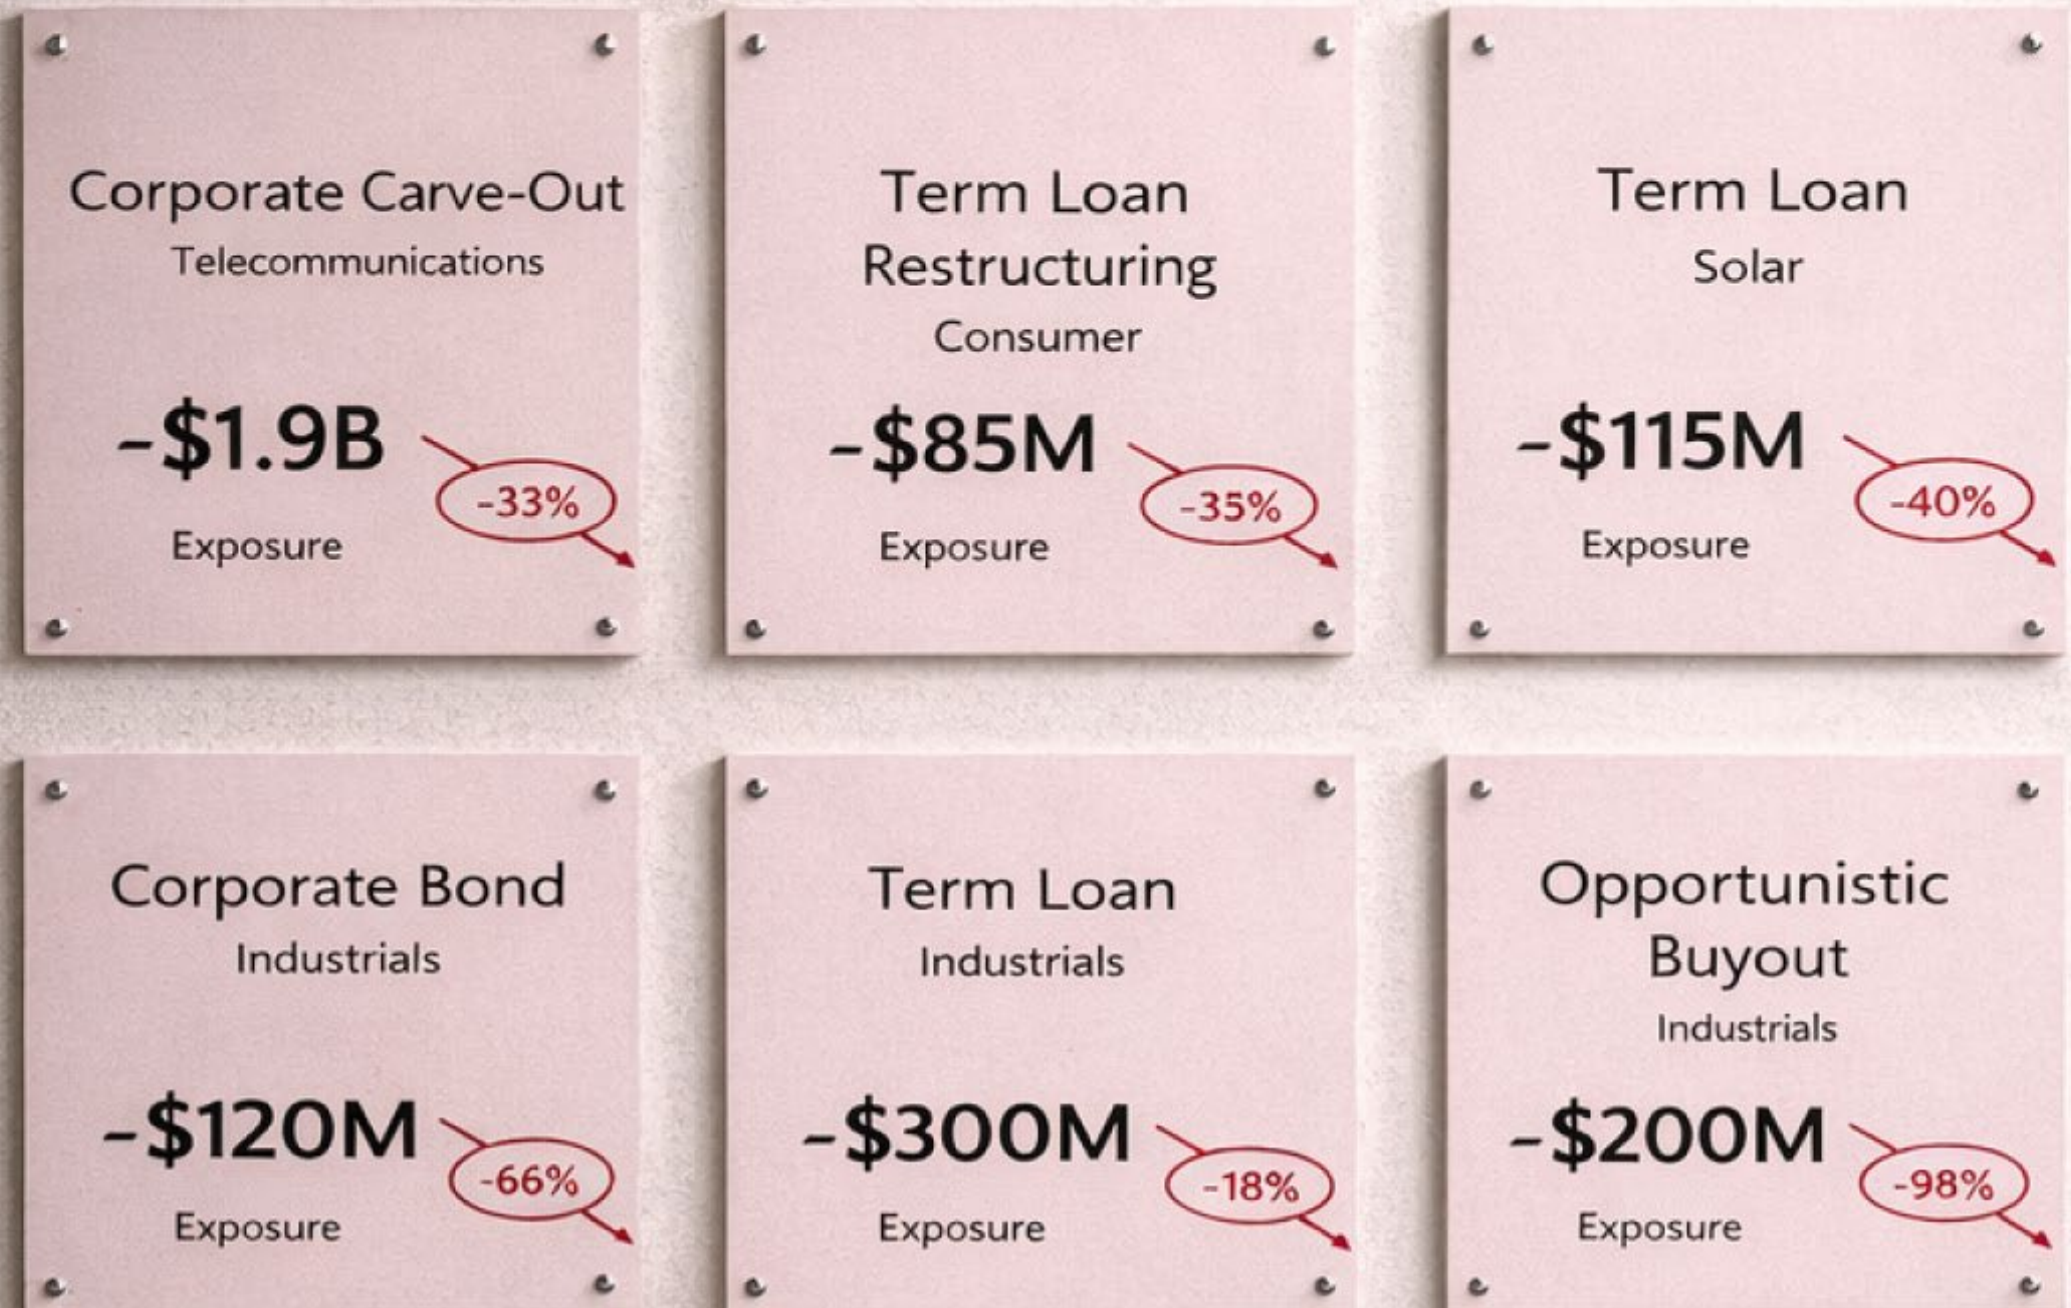 Corporate Carve-Out
Telecommunications
-$1.9B
-33%
Exposure
Term Loan
Restructuring
Consumer
-$85M
-35%
Exposure
Term Loan
Solar
-$115M
-40%
Exposure
Corporate Bond
Industrials
-$120M
-66%
Exposure
Term Loan
Industrials
-$300M
-18%
Exposure
Opportunistic
Buyout
Industrials
-$200M
-98%
Exposure